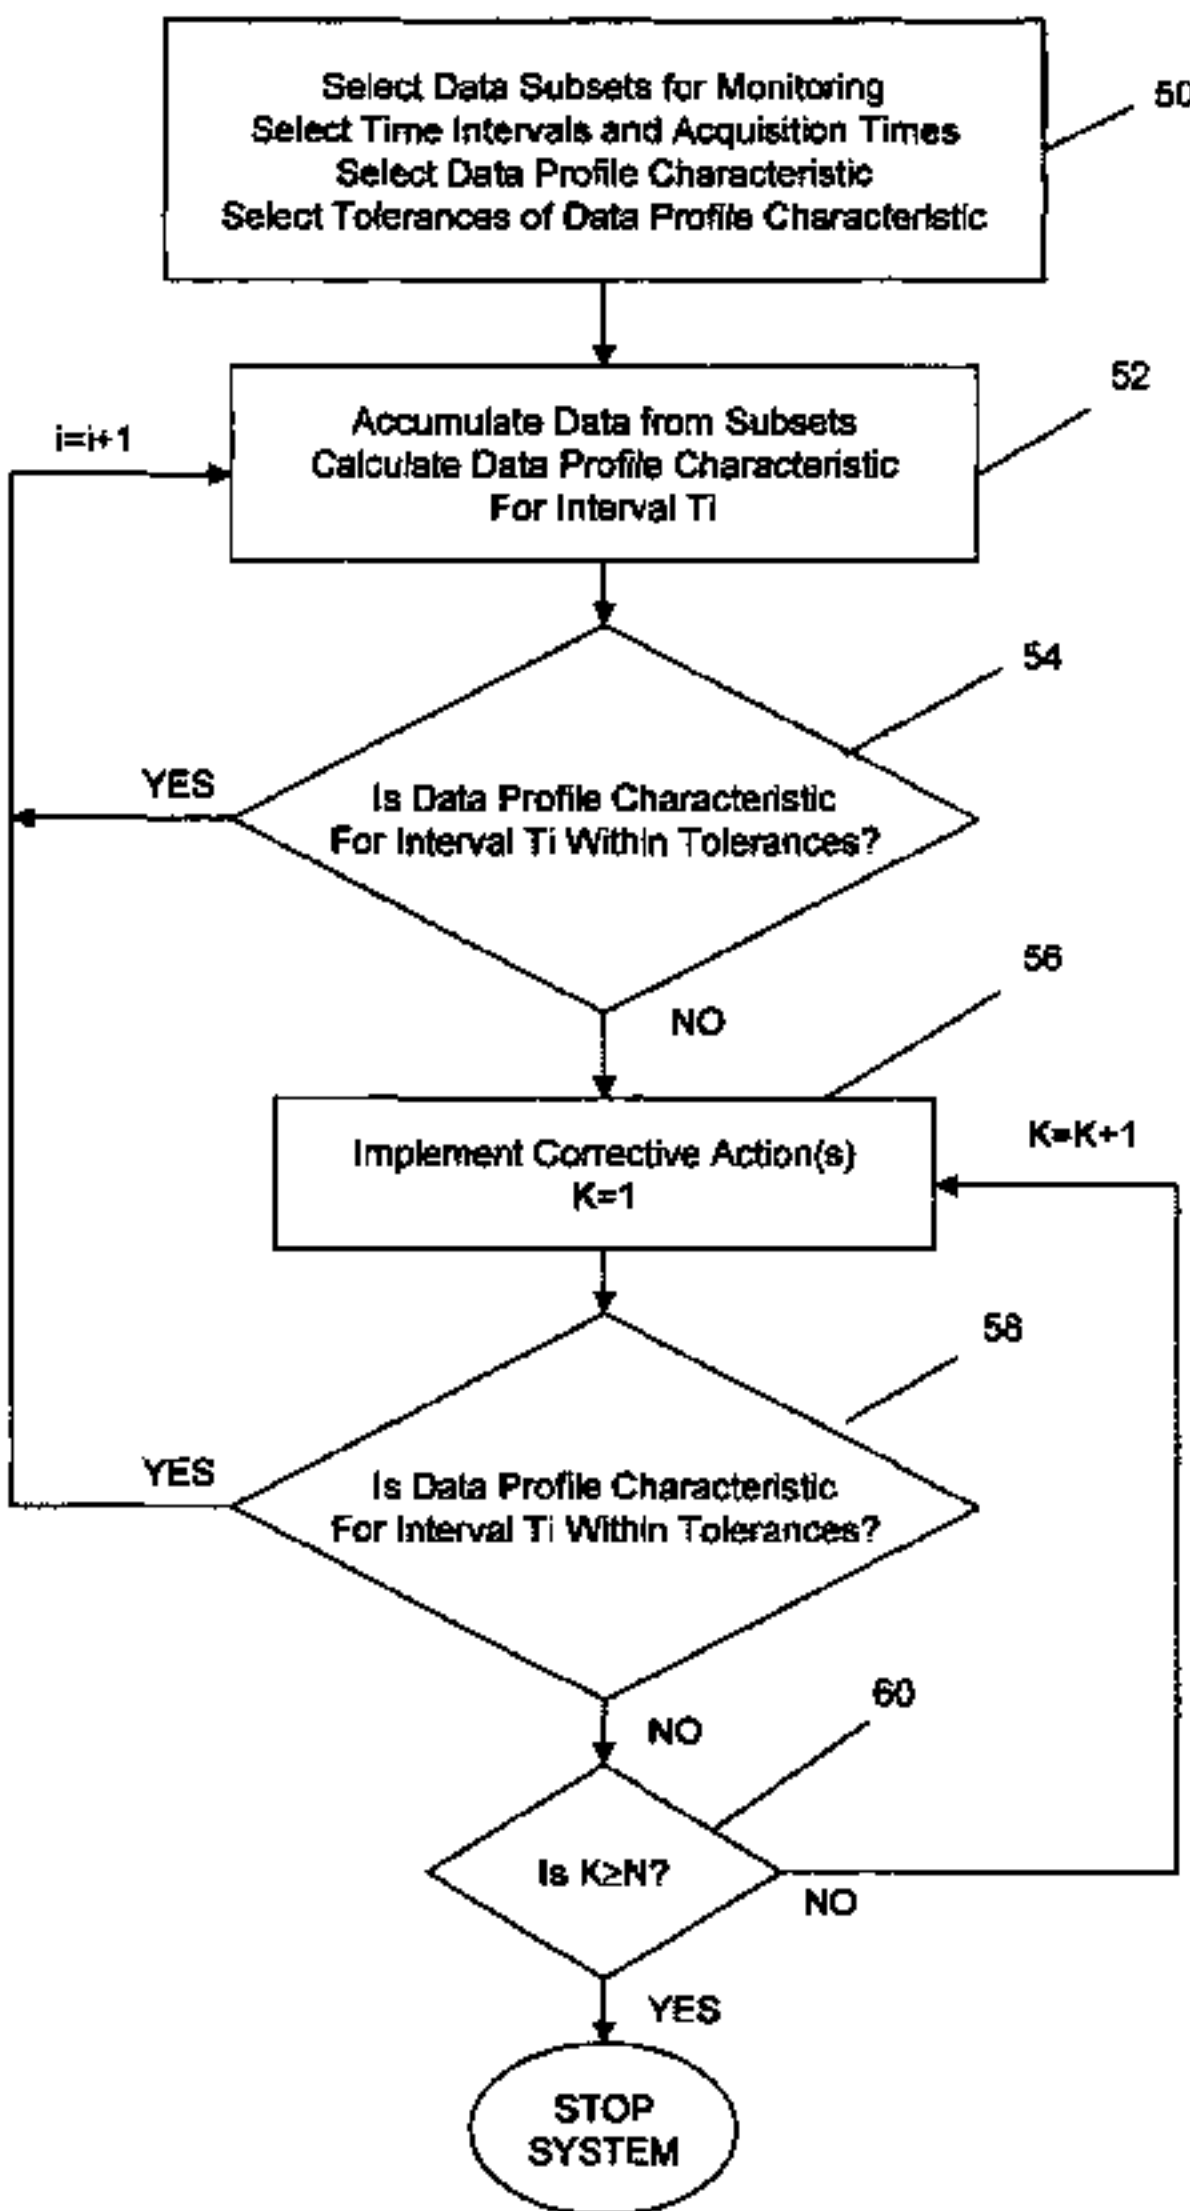 Select Data Subsets for Monitoring
Select Time Intervals and Acquisition Times
Select Data Profile Characteristic
Select Tolerances of Data Profile Characteristic
50
Accumulate Data from Subsets
Calculate Data Profile Characteristic
For Interval Ti
52
i=i+1
54
Is Data Profile Characteristic
For Interval Ti Within Tolerances?
YES
NO
56
Implement Corrective Action(s)
K=1
K=K+1
58
Is Data Profile Characteristic
For Interval Ti Within Tolerances?
YES
NO
60
Is K≥N?
NO
YES
STOP
SYSTEM